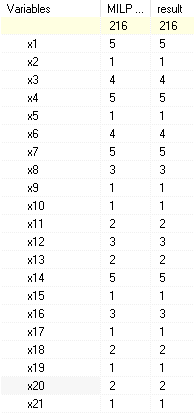 Variables MILP ... result
216 216
x1 5 5
x2 1 1
x3 4 4
x4 5 5
x5 1 1
x6 4 4
x7 5 5
x8 3 3
x9 1 1
x10 1 1
x11 2 2
x12 3 3
x13 2 2
x14 5 5
x15 1 1
x16 3 3
x17 1 1
x18 2 2
x19 1 1
x20 2 2
x21 1 1